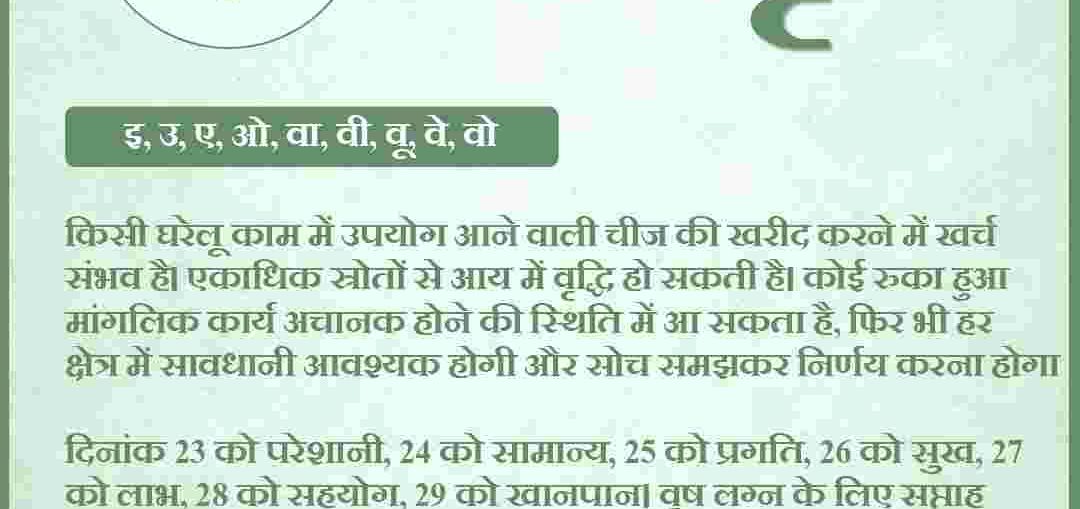 इ, उ, ए, ओ, वा, वी, वू, वे, वो
किसी घरेलू काम में उपयोग आने वाली चीज की खरीद करने में खर्च
संभव है। एकाधिक स्रोतों से आय में वृद्धि हो सकती है। कोई रुका हुआ
मांगलिक कार्य अचानक होने की स्थिति में आ सकता है, फिर भी हर
क्षेत्र में सावधानी आवश्यक होगी और सोच समझकर निर्णय करना होगा
दिनांक 23 को परेशानी, 24 को सामान्य, 25 को प्रगति, 26 को सुख, 27
को लाभ, 28 को सहयोग, 29 को खानपान। वृष लग्न के लिए सप्ताह